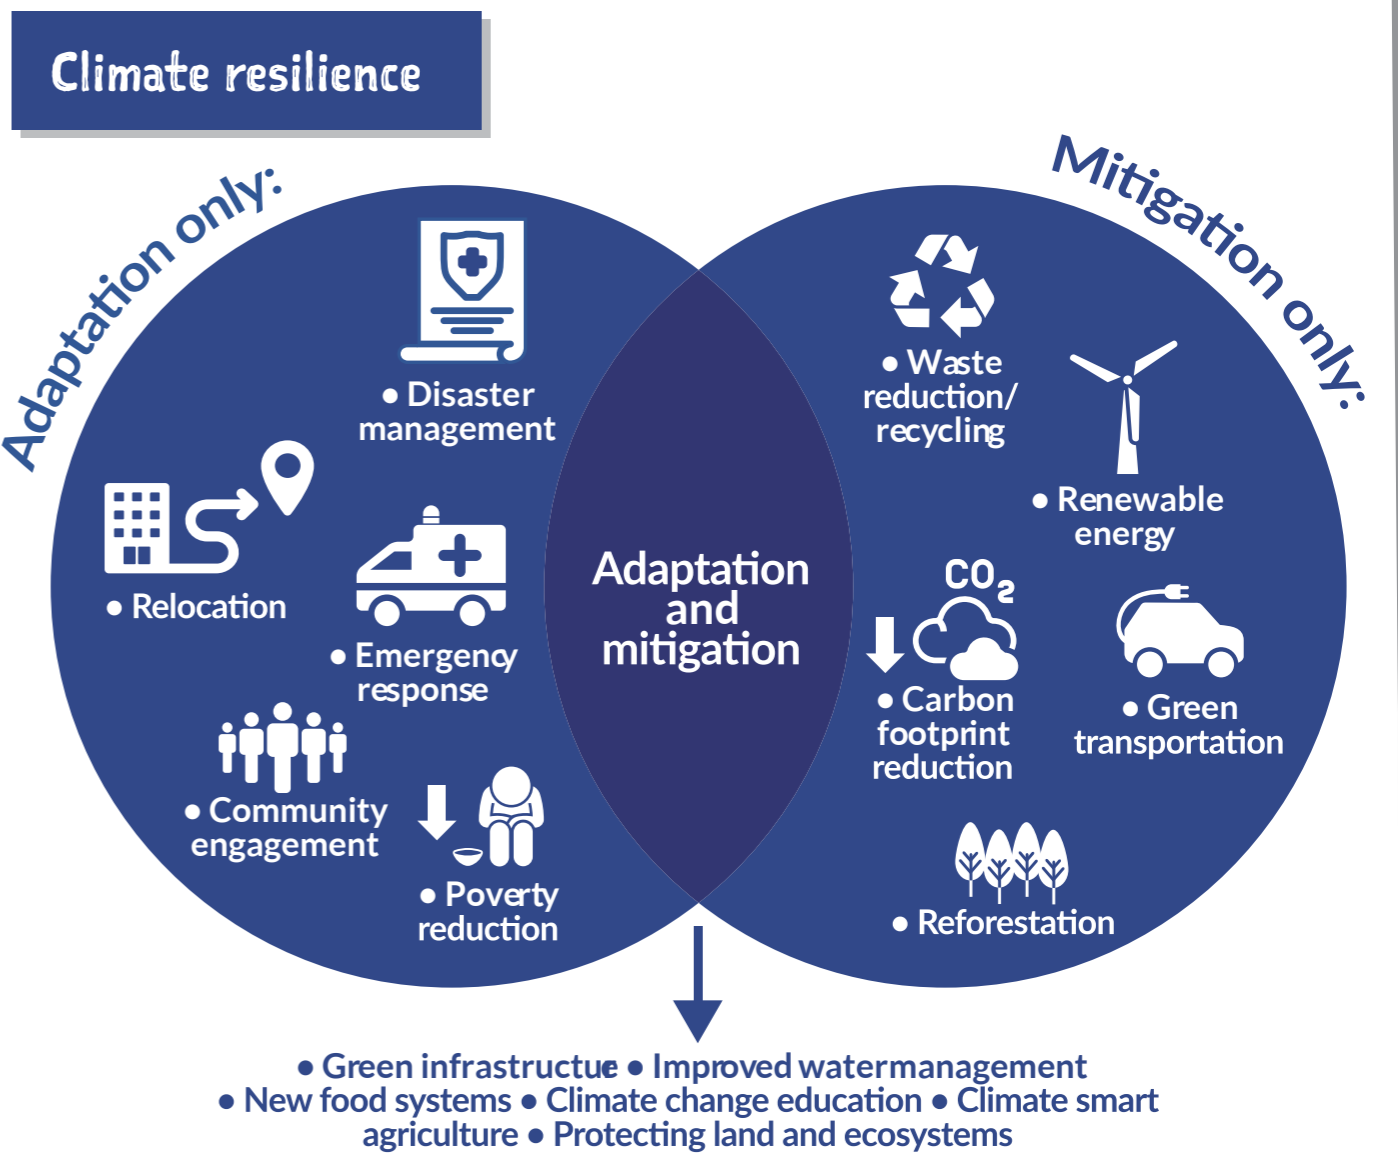 Climate resilience
Adaptation only:
● Disaster
management
● Relocation
● Emergency
response
● Community
engagement
● Poverty
reduction
Adaptation
and
mitigation
Mitigation only:
● Waste
reduction/
recycling
● Renewable
energy
CO₂
● Carbon
footprint
reduction
● Green
transportation
● Reforestation
● Green infrastructure ● Improved watermanagement
● New food systems ● Climate change education ● Climate smart
agriculture ● Protecting land and ecosystems